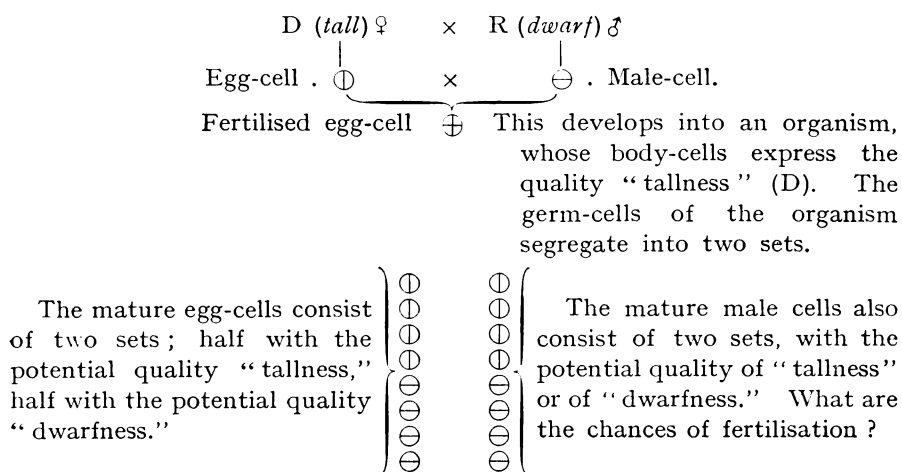 D (tall) ♀ × R (dwarf) ♂
Egg-cell . ⦶ × ⊖ . Male-cell.
Fertilised egg-cell ⊕ This develops into an organism,
whose body-cells express the
quality “tallness” (D). The
germ-cells of the organism
segregate into two sets.
The mature egg-cells consist
of two sets; half with the
potential quality “tallness,”
half with the potential quality
“dwarfness.”
The mature male cells also
consist of two sets, with the
potential quality of “tallness”
or of “dwarfness.” What are
the chances of fertilisation?